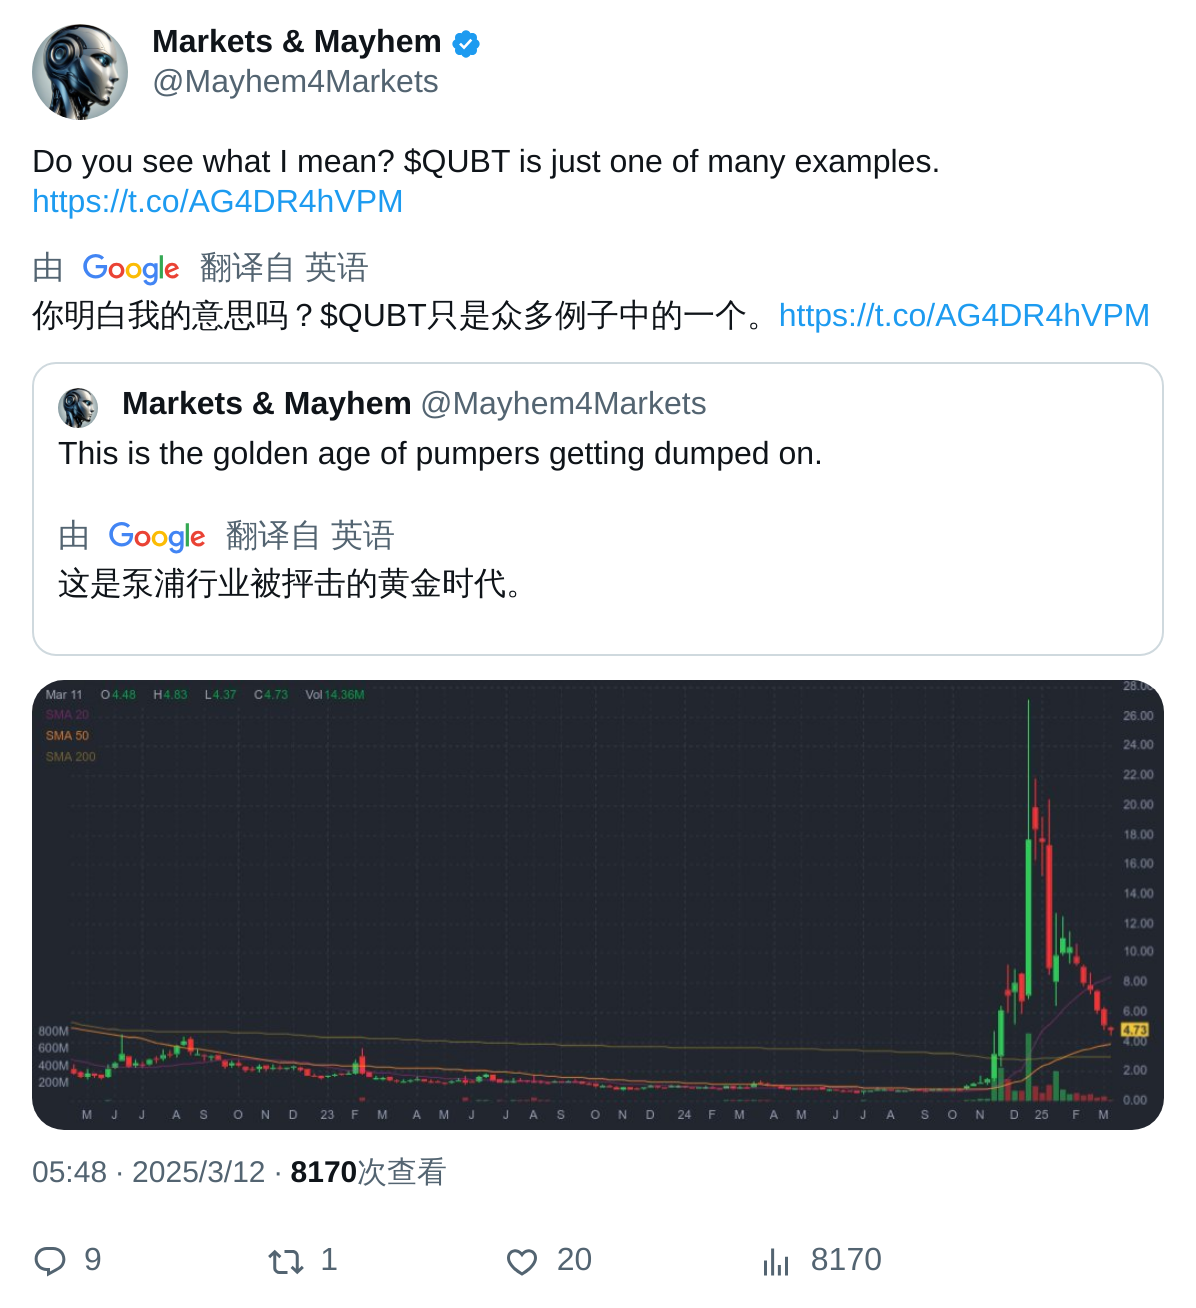 Markets & Mayhem
@Mayhem4Markets
Do you see what I mean? $QUBT is just one of many examples.
https://t.co/AG4DR4hVPM
由 Google 翻译自 英语
你明白我的意思吗？$QUBT只是众多例子中的一个。https://t.co/AG4DR4hVPM
Markets & Mayhem @Mayhem4Markets
This is the golden age of pumpers getting dumped on.
由 Google 翻译自 英语
这是泵浦行业被抨击的黄金时代。
Mar 11 O 4.48 H 4.83 L 4.37 C 4.73 Vol 14.36M
SMA 20
SMA 50
SMA 200
28.00
26.00
24.00
22.00
20.00
18.00
16.00
14.00
12.00
10.00
8.00
6.00
4.73
4.00
2.00
0.00
800M
600M
400M
200M
M J J A S O N D 23 F M A M J J A S O N D 24 F M A M J J A S O N D 25 F M
05:48 · 2025/3/12 · 8170次查看
9 1 20 8170